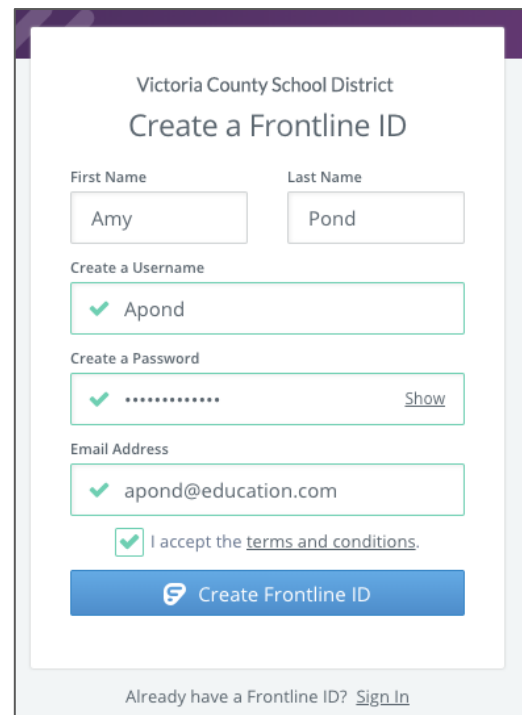 Victoria County School District
Create a Frontline ID
First Name Last Name
Amy Pond
Create a Username
Apond
Create a Password
••••••••••••• Show
Email Address
apond@education.com
I accept the terms and conditions.
Create Frontline ID
Already have a Frontline ID? Sign In